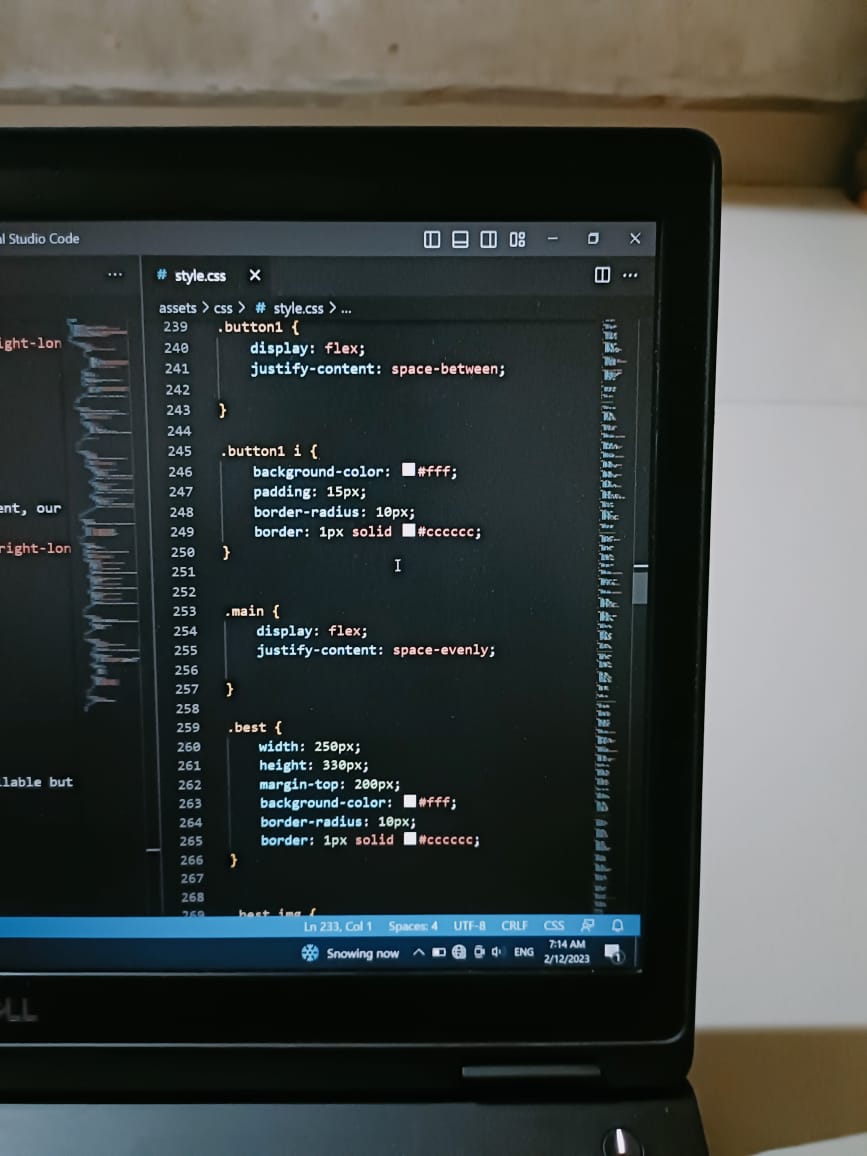 al Studio Code
# style.css
assets > css > # style.css > ...
ight-lon
ent, our
right-lon
lable but
239 .button1 {
240 display: flex;
241 justify-content: space-between;
242
243 }
244
245 .button1 i {
246 background-color: #fff;
247 padding: 15px;
248 border-radius: 10px;
249 border: 1px solid #cccccc;
250 }
251
252
253 .main {
254 display: flex;
255 justify-content: space-evenly;
256
257 }
258
259 .best {
260 width: 250px;
261 height: 330px;
262 margin-top: 200px;
263 background-color: #fff;
264 border-radius: 10px;
265 border: 1px solid #cccccc;
266 }
267
268
269 .best img {
Ln 233, Col 1 Spaces: 4 UTF-8 CRLF CSS
Snowing now ENG 7:14 AM
2/12/2023
1
ELL